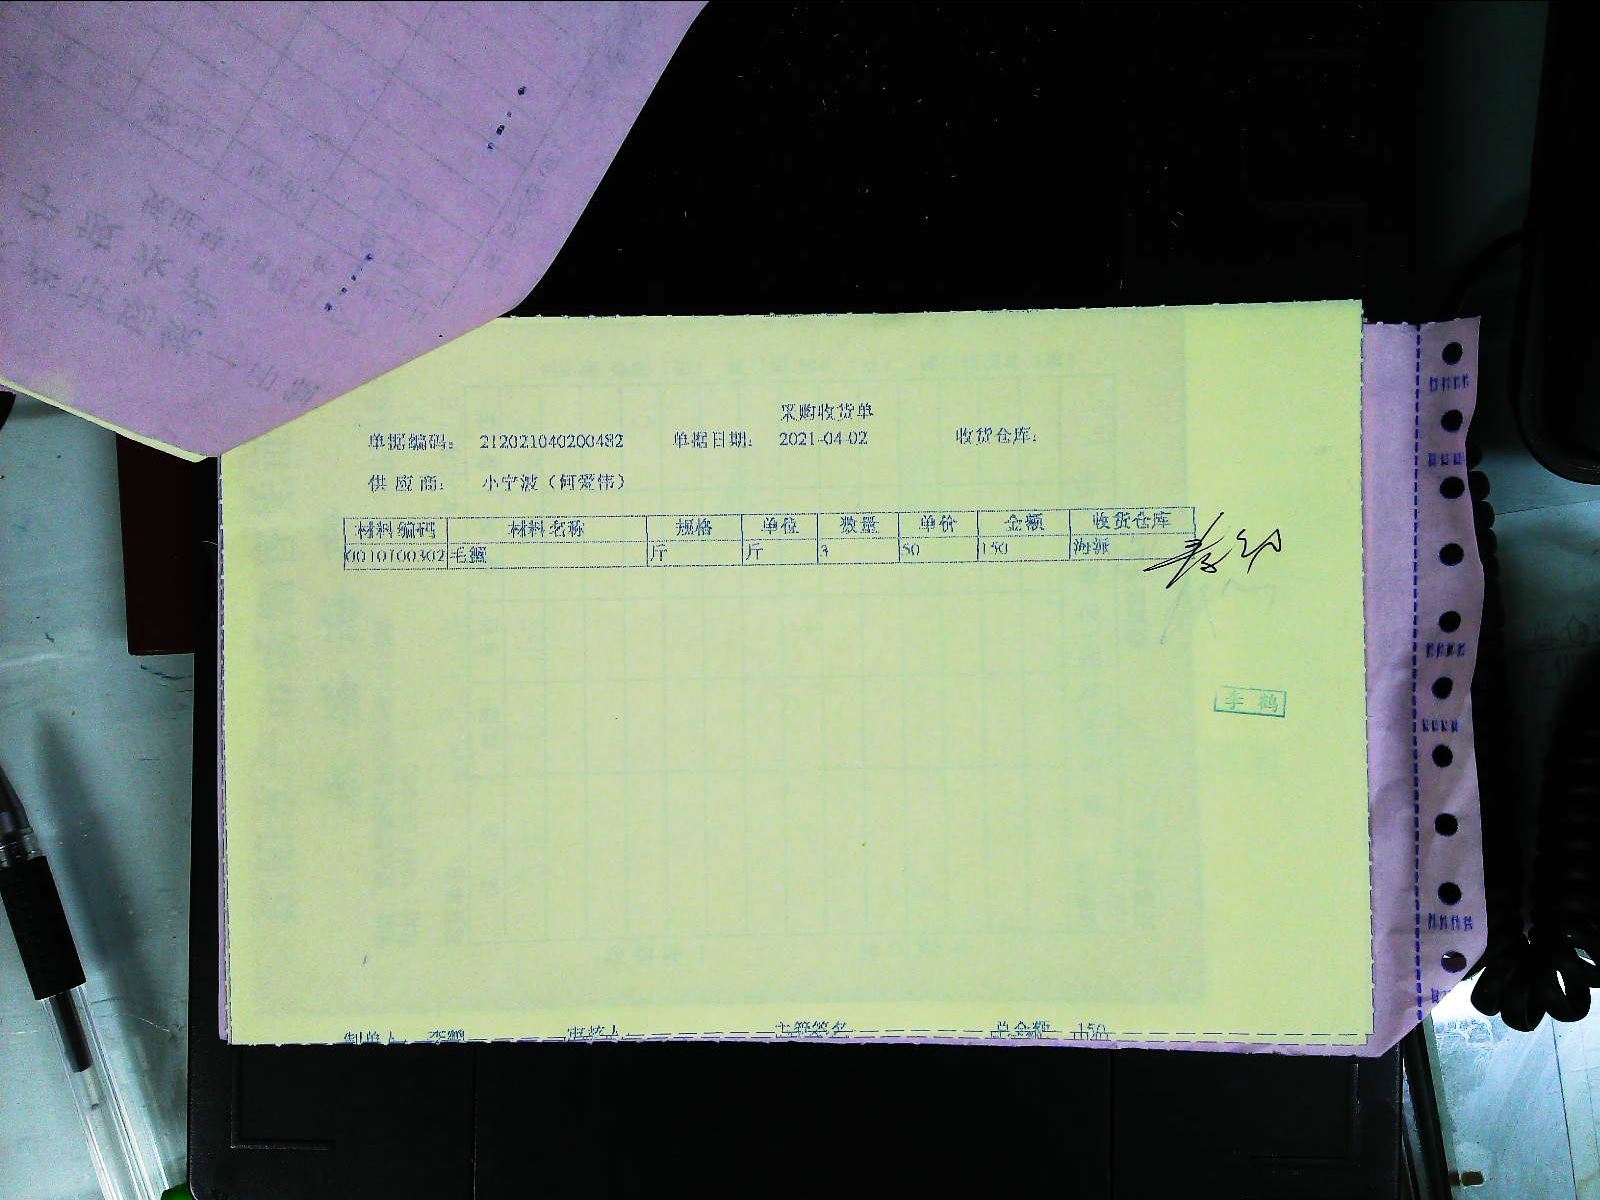 采购收货单
单据编码： 212021040200482 单据日期： 2021-04-02 收货仓库：
供应商： 小宁波（何爱伟）
材料编码 材料名称 规格 单位 数量 单价 金额 收货仓库
0010100302 毛蟹 斤 斤 3 50 150 海派
李鹤
制单人 李鹤 审核人 主管签名 总金额 150